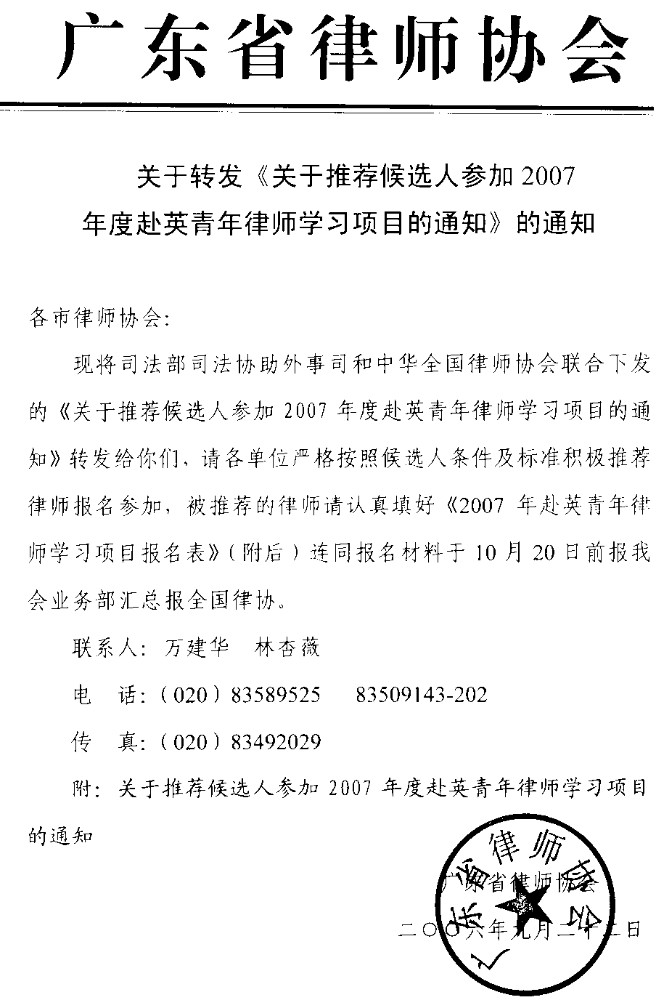 广东省律师协会
关于转发《关于推荐候选人参加 2007
年度赴英青年律师学习项目的通知》的通知
各市律师协会：
现将司法部司法协助外事司和中华全国律师协会联合下发
的《关于推荐候选人参加 2007 年度赴英青年律师学习项目的通
知》转发给你们，请各单位严格按照候选人条件及标准积极推荐
律师报名参加，被推荐的律师请认真填好《2007 年赴英青年律
师学习项目报名表》（附后）连同报名材料于 10 月 20 日前报我
会业务部汇总报全国律协。
联系人：万建华　林杏薇
电　话：（020）83589525　83509143-202
传　真：（020）83492029
附：关于推荐候选人参加 2007 年度赴英青年律师学习项目
的通知
广东省律师协会
广东省律师协会
二〇〇六年九月二十二日